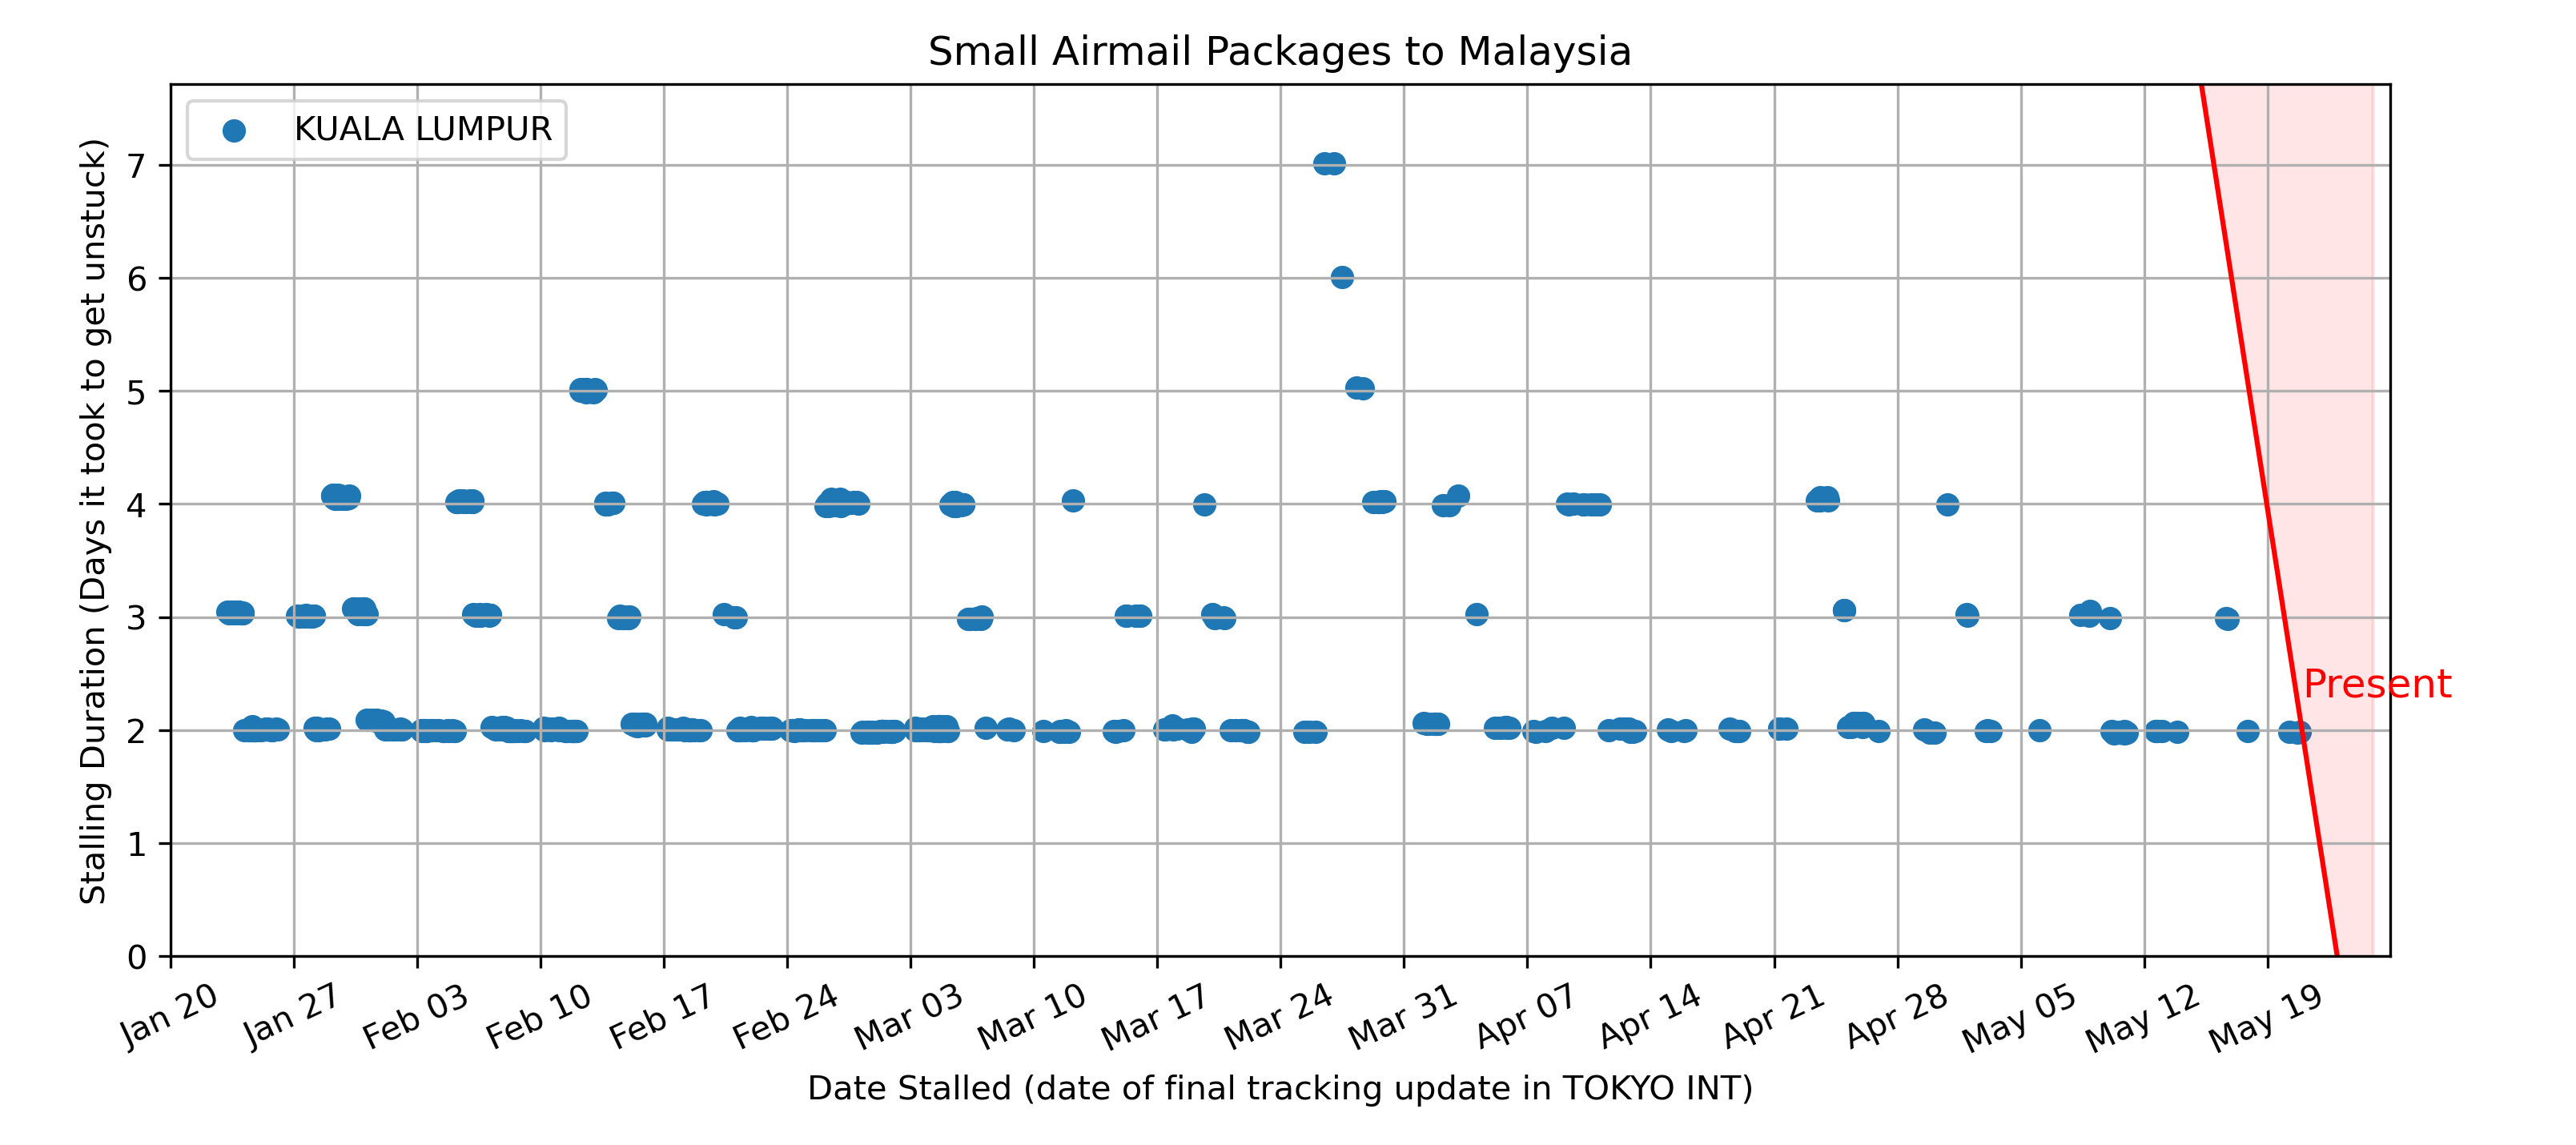 Small Airmail Packages to Malaysia
KUALA LUMPUR
Stalling Duration (Days it took to get unstuck)
7
6
5
4
3
2
1
0
Present
Jan 20
Jan 27
Feb 03
Feb 10
Feb 17
Feb 24
Mar 03
Mar 10
Mar 17
Mar 24
Mar 31
Apr 07
Apr 14
Apr 21
Apr 28
May 05
May 12
May 19
Date Stalled (date of final tracking update in TOKYO INT)